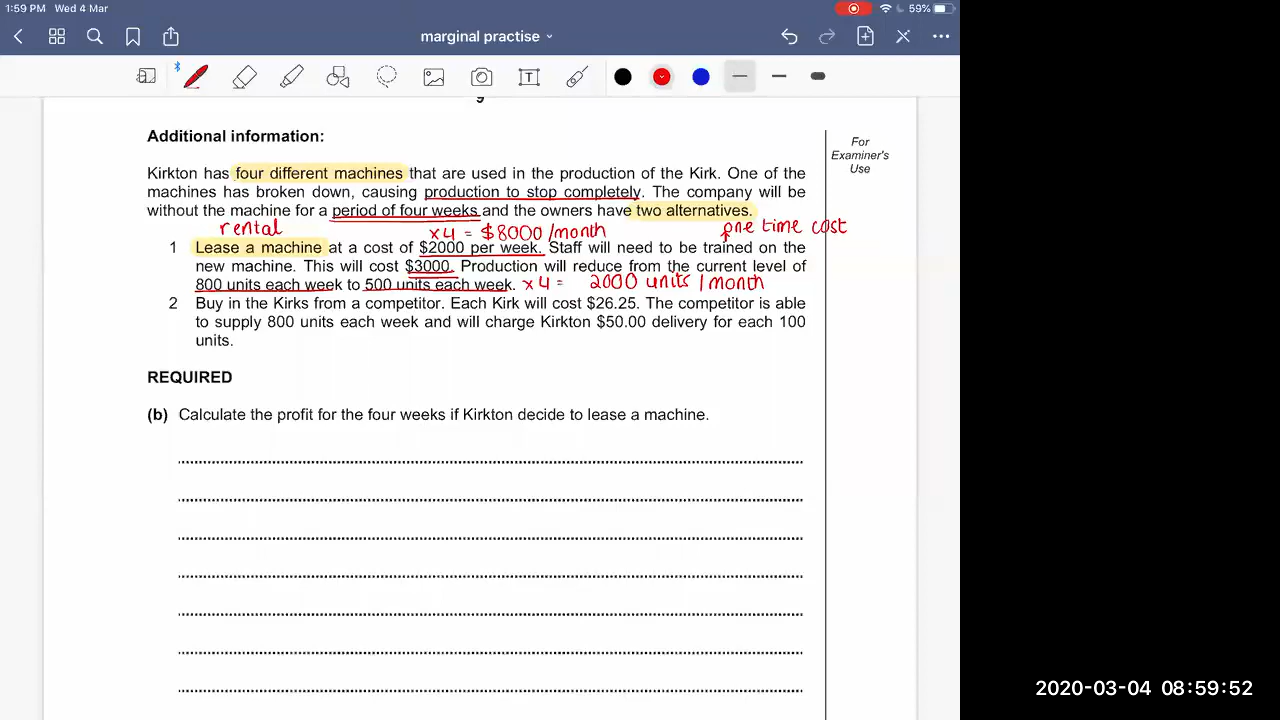 1:59 PM Wed 4 Mar
59%
marginal practise
Additional information:
For
Examiner's
Use
Kirkton has four different machines that are used in the production of the Kirk. One of the
machines has broken down, causing production to stop completely. The company will be
without the machine for a period of four weeks and the owners have two alternatives.
rental
×4 = $8000/month
one time cost
1 Lease a machine at a cost of $2000 per week. Staff will need to be trained on the
new machine. This will cost $3000. Production will reduce from the current level of
800 units each week to 500 units each week. ×4 = 2000 units/month
2 Buy in the Kirks from a competitor. Each Kirk will cost $26.25. The competitor is able
to supply 800 units each week and will charge Kirkton $50.00 delivery for each 100
units.
REQUIRED
(b) Calculate the profit for the four weeks if Kirkton decide to lease a machine.
2020-03-04 08:59:52